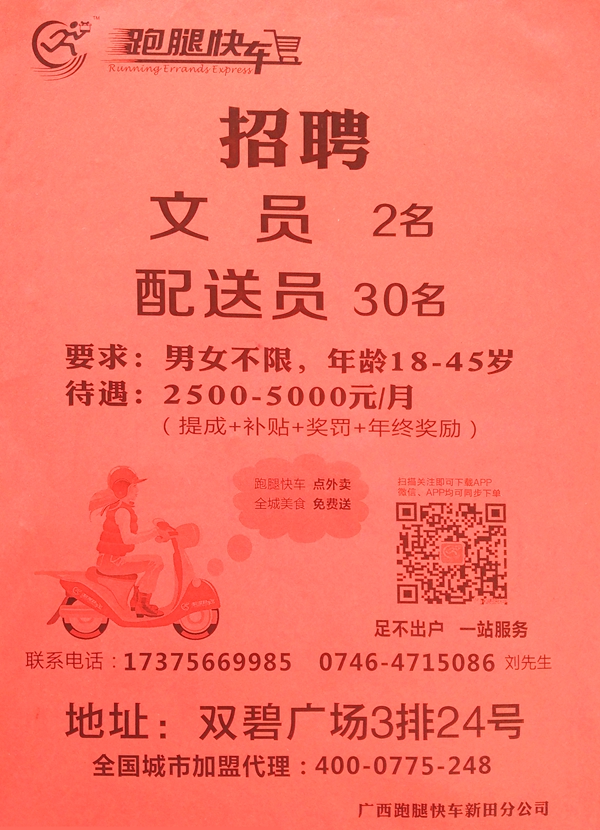 跑腿快车
Running Errands Express
招聘
文员 2名
配送员 30名
要求：男女不限，年龄18-45岁
待遇：2500-5000元/月
（提成+补贴+奖罚+年终奖励）
跑腿快车 点外卖
全城美食 免费送
扫描关注即可下载APP
微信、APP均可同步下单
足不出户 一站服务
联系电话：17375669985 0746-4715086 刘先生
地址：双碧广场3排24号
全国城市加盟代理：400-0775-248
广西跑腿快车新田分公司